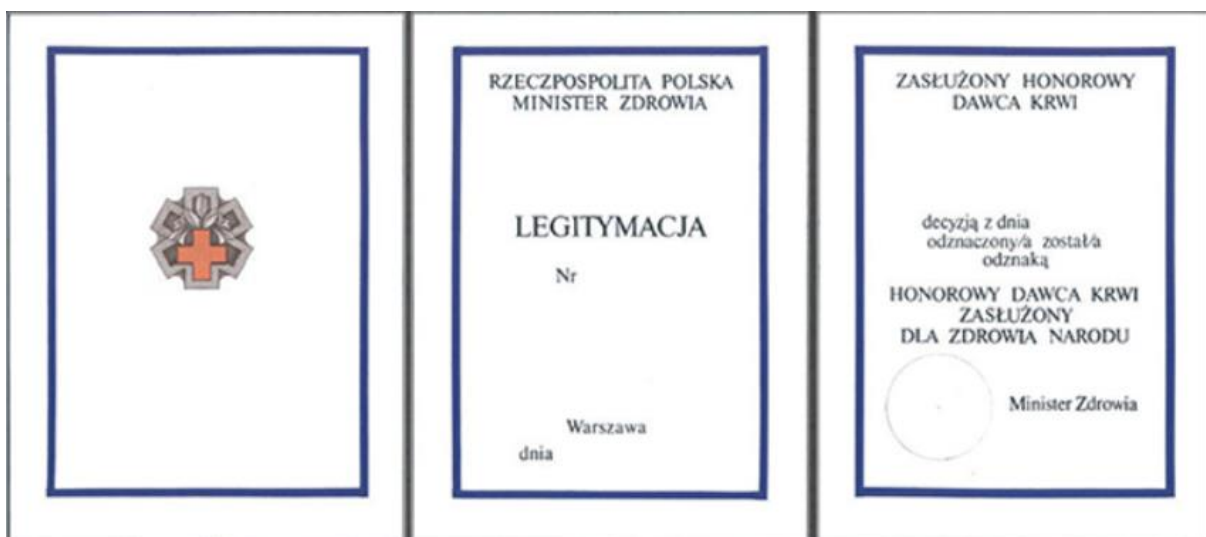 RZECZPOSPOLITA POLSKA
MINISTER ZDROWIA
LEGITYMACJA
Nr
Warszawa
dnia
ZASŁUŻONY HONOROWY
DAWCA KRWI
decyzją z dnia
odznaczony/a został/a
odznaką
HONOROWY DAWCA KRWI
ZASŁUŻONY
DLA ZDROWIA NARODU
Minister Zdrowia